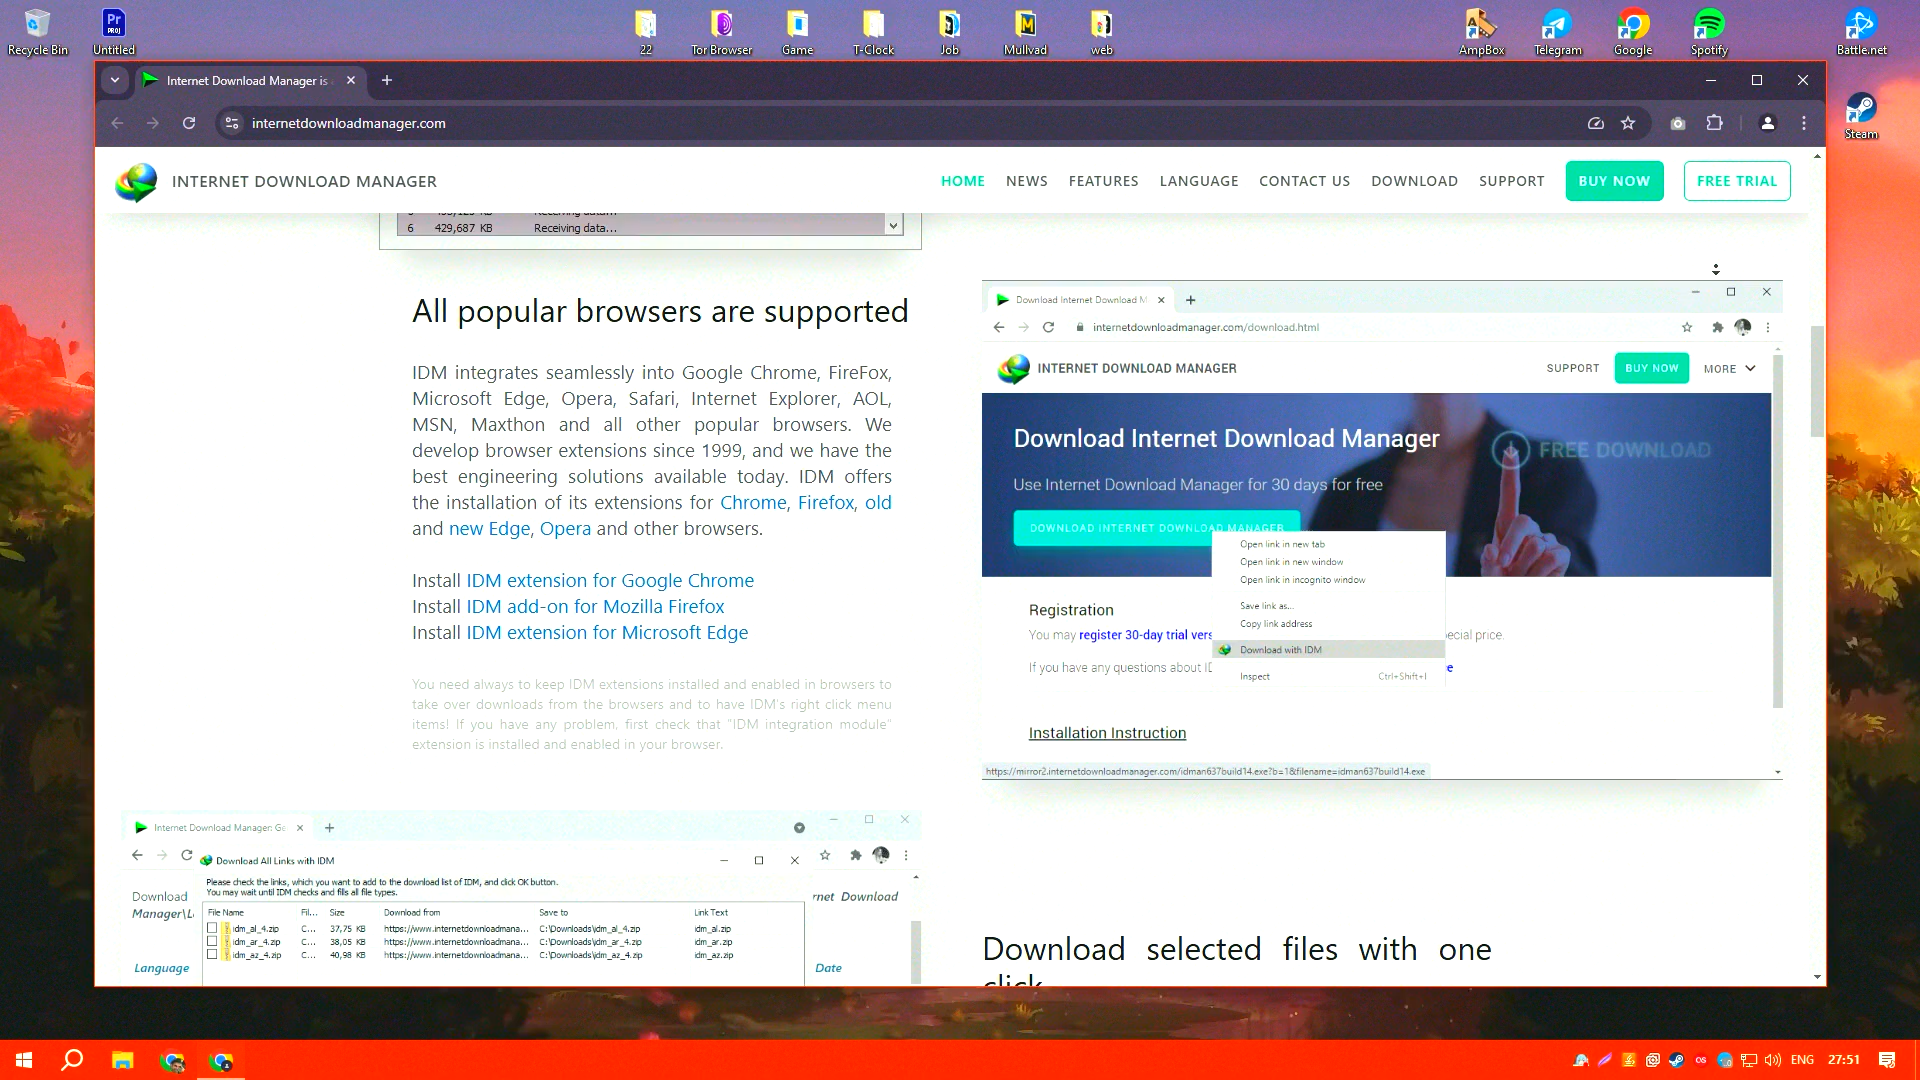 Recycle Bin
Untitled
22
Tor Browser
Game
T-Clock
Job
Mullvad
web
AmpBox
Telegram
Google
Spotify
Battle.net
Steam
Internet Download Manager is
internetdownloadmanager.com
INTERNET DOWNLOAD MANAGER
HOME NEWS FEATURES LANGUAGE CONTACT US DOWNLOAD SUPPORT BUY NOW FREE TRIAL
6 429,687 KB Receiving data...
All popular browsers are supported
IDM integrates seamlessly into Google Chrome, FireFox,
Microsoft Edge, Opera, Safari, Internet Explorer, AOL,
MSN, Maxthon and all other popular browsers. We
develop browser extensions since 1999, and we have the
best engineering solutions available today. IDM offers
the installation of its extensions for Chrome, Firefox, old
and new Edge, Opera and other browsers.
Install IDM extension for Google Chrome
Install IDM add-on for Mozilla Firefox
Install IDM extension for Microsoft Edge
You need always to keep IDM extensions installed and enabled in browsers to
take over downloads from the browsers and to have IDM's right click menu
items! If you have any problem, first check that "IDM integration module"
extension is installed and enabled in your browser.
Download Internet Download M
internetdownloadmanager.com/download.html
INTERNET DOWNLOAD MANAGER
SUPPORT BUY NOW MORE
Download Internet Download Manager
FREE DOWNLOAD
Use Internet Download Manager for 30 days for free
DOWNLOAD INTERNET DOWNLOAD MANAGER
Open link in new tab
Open link in new window
Open link in incognito window
Save link as...
Copy link address
Download with IDM
Inspect Ctrl+Shift+I
Registration
You may register 30-day trial vers ecial price.
If you have any questions about ID e
Installation Instruction
https://mirror2.internetdownloadmanager.com/idman637build14.exe?b=1&filename=idman637build14.exe
Internet Download Manager: Ge
Download All Links with IDM
Please check the links, which you want to add to the download list of IDM, and click OK button.
You may wait until IDM checks and fills all file types.
Download
Manager\L
rnet Download
File Name Fil... Size Download from Save to Link Text
idm_al_4.zip C... 37,75 KB https://www.internetdownloadmana... C:\Downloads\idm_al_4.zip idm_al.zip
idm_ar_4.zip C... 38,05 KB https://www.internetdownloadmana... C:\Downloads\idm_ar_4.zip idm_ar.zip
idm_az_4.zip C... 40,98 KB https://www.internetdownloadmana... C:\Downloads\idm_az_4.zip idm_az.zip
Language
Date
Download selected files with one
click
ENG 27:51